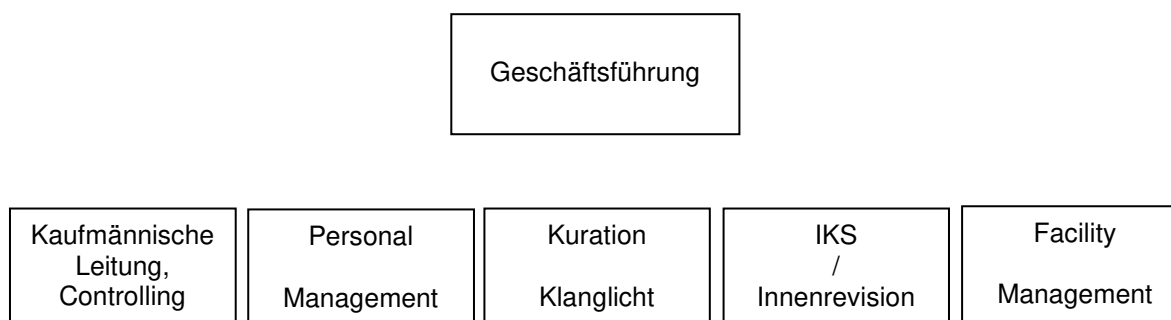 Geschäftsführung
Kaufmännische
Leitung,
Controlling
Personal
Management
Kuration
Klanglicht
IKS
/
Innenrevision
Facility
Management